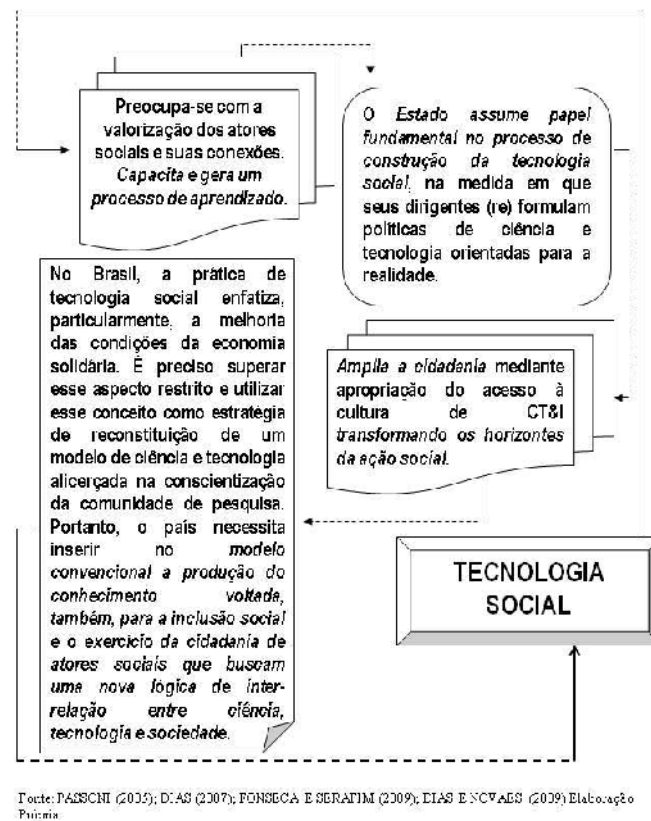 Preocupa-se com a
valorização dos atores
sociais e suas conexões.
Capacita e gera um
processo de aprendizado.
O Estado assume papel
fundamental no processo de
construção da tecnologia
social, na medida em que
seus dirigentes (re) formulam
políticas de ciência e
tecnologia orientadas para a
realidade.
No Brasil, a prática de
tecnologia social enfatiza,
particularmente, a melhoria
das condições da economia
solidária. É preciso superar
esse aspecto restrito e utilizar
esse conceito como estratégia
de reconstituição de um
modelo de ciência e tecnologia
alicerçada na conscientização
da comunidade de pesquisa.
Portanto, o país necessita
inserir no modelo
convencional a produção do
conhecimento voltada,
também, para a inclusão social
e o exercício da cidadania de
atores sociais que buscam
uma nova lógica de inter-
relação entre ciência,
tecnologia e sociedade.
Amplia a cidadania mediante
apropriação do acesso à
cultura de CT&I
transformando os horizontes
da ação social.
TECNOLOGIA
SOCIAL
Fonte: PASSONI (2005); DIAS (2007); FONSECA E SERAFIM (2009); DIAS E NOVAES (2009) Elaboração
Própria